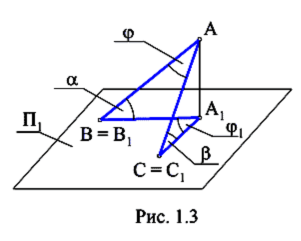 φ
A
α
П₁
A₁
B = B₁
φ₁
C = C₁
β
Рис. 1.3